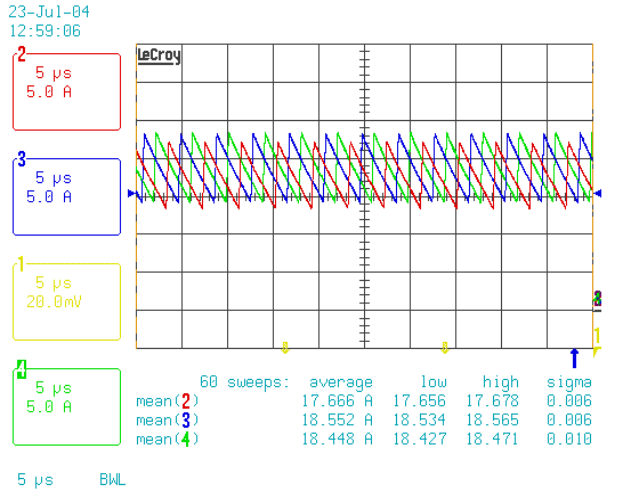 23-Jul-04
12:59:06
LeCroy
2
5 µs
5.0 A
3
5 µs
5.0 A
1
5 µs
20.0mV
4
5 µs
5.0 A
1
60 sweeps: average low high sigma
mean(2) 17.666 A 17.656 17.678 0.006
mean(3) 18.552 A 18.534 18.565 0.006
mean(4) 18.448 A 18.427 18.471 0.010
5 µs BWL